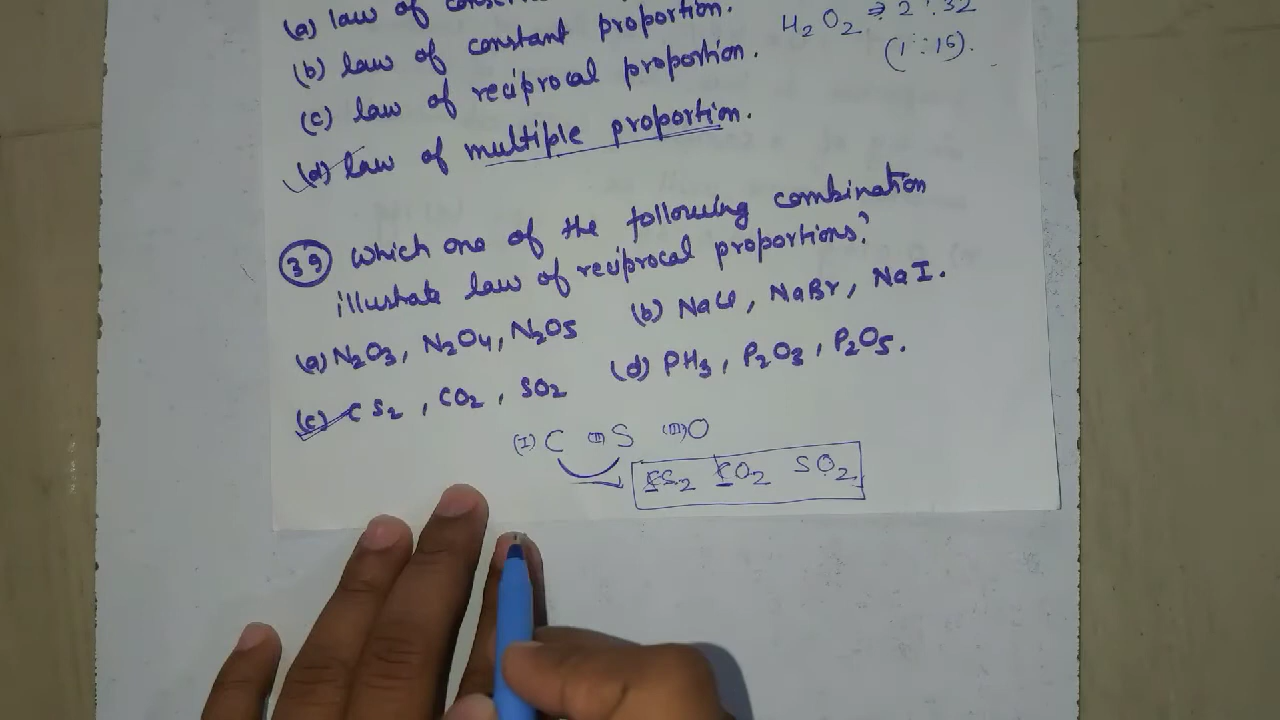 (a) law of
(b) law of constant proportion.
H2O2 ⇒ 2 : 32
(1 : 16).
(c) law of reciprocal proportion.
(d) law of multiple proportion.
(39) which one of the following combination
illustrate law of reciprocal proportions?
(a) N2O3, N2O4, N2O5 (b) NaCl, NaBr, NaI.
(c) CS2, CO2, SO2 (d) PH3, P2O3, P2O5.
(I) C (II) S (III) O
CS2 CO2 SO2